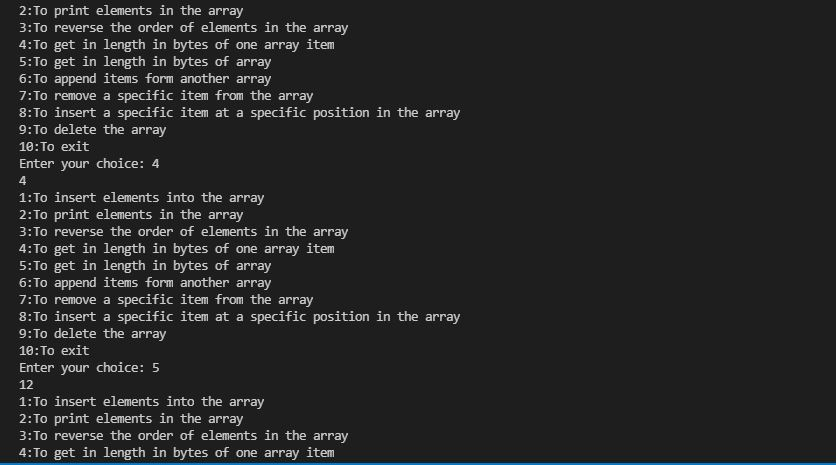 2:To print elements in the array
3:To reverse the order of elements in the array
4:To get in length in bytes of one array item
5:To get in length in bytes of array
6:To append items form another array
7:To remove a specific item from the array
8:To insert a specific item at a specific position in the array
9:To delete the array
10:To exit
Enter your choice: 4
4
1:To insert elements into the array
2:To print elements in the array
3:To reverse the order of elements in the array
4:To get in length in bytes of one array item
5:To get in length in bytes of array
6:To append items form another array
7:To remove a specific item from the array
8:To insert a specific item at a specific position in the array
9:To delete the array
10:To exit
Enter your choice: 5
12
1:To insert elements into the array
2:To print elements in the array
3:To reverse the order of elements in the array
4:To get in length in bytes of one array item